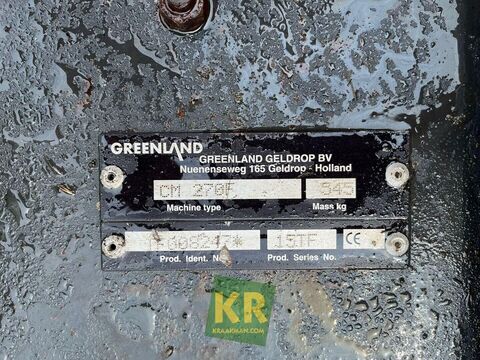 GREENLAND
GREENLAND GELDROP BV
Nuenenseweg 165 Geldrop - Holland
CM 270F 545
Machine type Mass kg
15TF CE
Prod. Ident. No. Prod. Series No.
KR
KRAAKMAN.COM